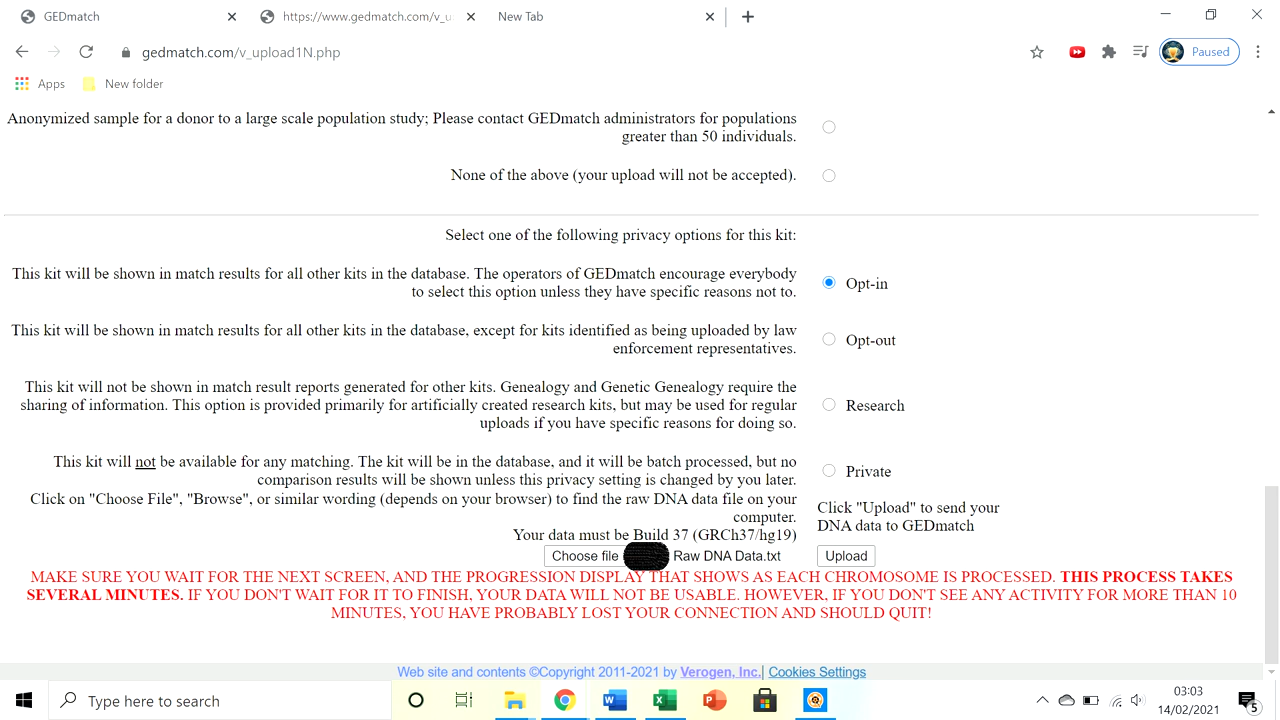 GEDmatch
https://www.gedmatch.com/v_u
New Tab
gedmatch.com/v_upload1N.php
Paused
Apps
New folder
Anonymized sample for a donor to a large scale population study; Please contact GEDmatch administrators for populations
greater than 50 individuals.
None of the above (your upload will not be accepted).
Select one of the following privacy options for this kit:
This kit will be shown in match results for all other kits in the database. The operators of GEDmatch encourage everybody
to select this option unless they have specific reasons not to.
Opt-in
This kit will be shown in match results for all other kits in the database, except for kits identified as being uploaded by law
enforcement representatives.
Opt-out
This kit will not be shown in match result reports generated for other kits. Genealogy and Genetic Genealogy require the
sharing of information. This option is provided primarily for artificially created research kits, but may be used for regular
uploads if you have specific reasons for doing so.
Research
This kit will not be available for any matching. The kit will be in the database, and it will be batch processed, but no
comparison results will be shown unless this privacy setting is changed by you later.
Private
Click on "Choose File", "Browse", or similar wording (depends on your browser) to find the raw DNA data file on your
computer.
Your data must be Build 37 (GRCh37/hg19)
Click "Upload" to send your
DNA data to GEDmatch
Choose file Raw DNA Data.txt
Upload
MAKE SURE YOU WAIT FOR THE NEXT SCREEN, AND THE PROGRESSION DISPLAY THAT SHOWS AS EACH CHROMOSOME IS PROCESSED. THIS PROCESS TAKES
SEVERAL MINUTES. IF YOU DON'T WAIT FOR IT TO FINISH, YOUR DATA WILL NOT BE USABLE. HOWEVER, IF YOU DON'T SEE ANY ACTIVITY FOR MORE THAN 10
MINUTES, YOU HAVE PROBABLY LOST YOUR CONNECTION AND SHOULD QUIT!
Web site and contents ©Copyright 2011-2021 by Verogen, Inc.| Cookies Settings
Type here to search
03:03
14/02/2021
5